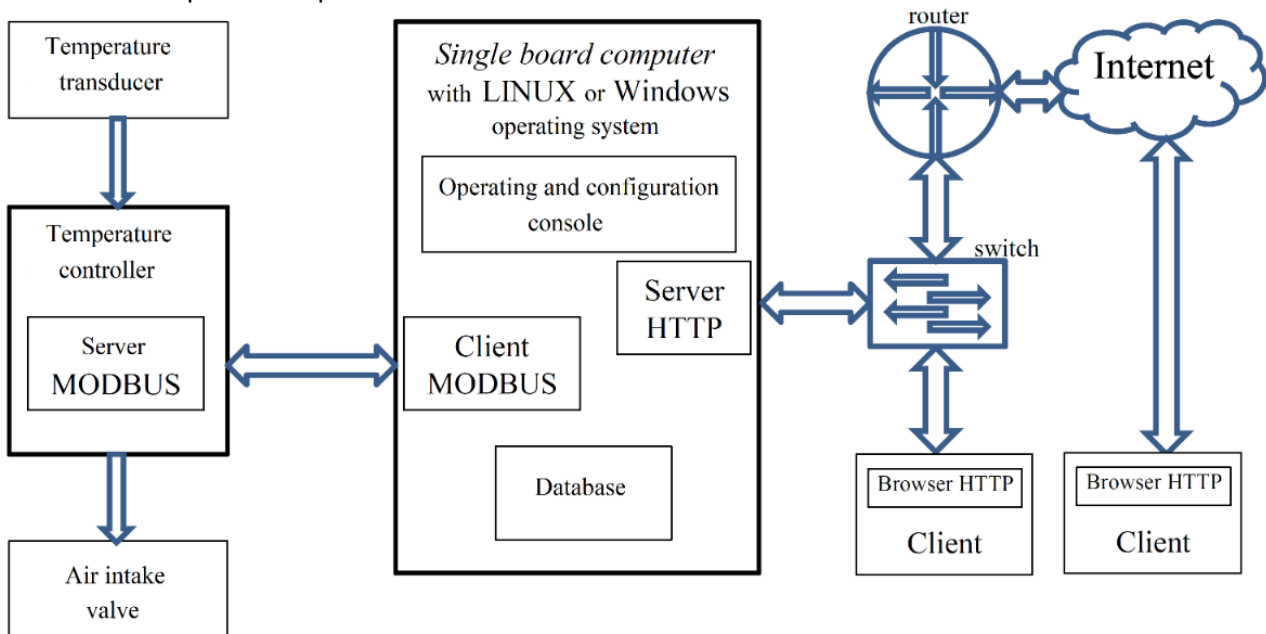 Temperature
transducer
Temperature
controller
Server
MODBUS
Air intake
valve
Single board computer
with LINUX or Windows
operating system
Operating and configuration
console
Server
HTTP
Client
MODBUS
Database
router
Internet
switch
Browser HTTP
Client
Browser HTTP
Client